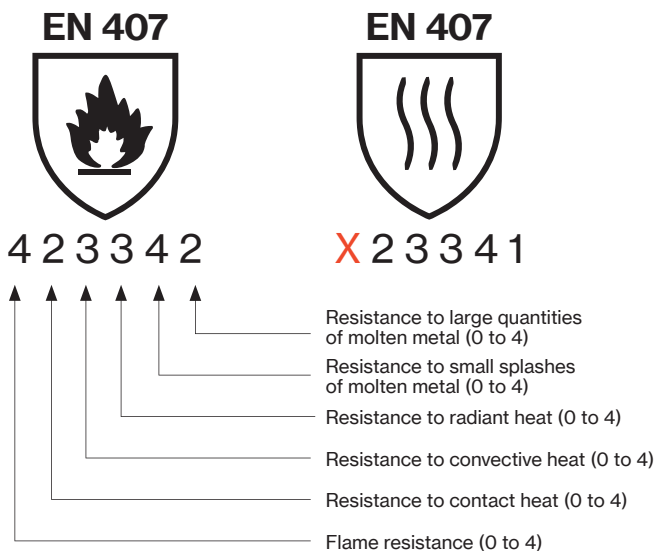 EN 407
EN 407
4 2 3 3 4 2
X 2 3 3 4 1
Resistance to large quantities
of molten metal (0 to 4)
Resistance to small splashes
of molten metal (0 to 4)
Resistance to radiant heat (0 to 4)
Resistance to convective heat (0 to 4)
Resistance to contact heat (0 to 4)
Flame resistance (0 to 4)